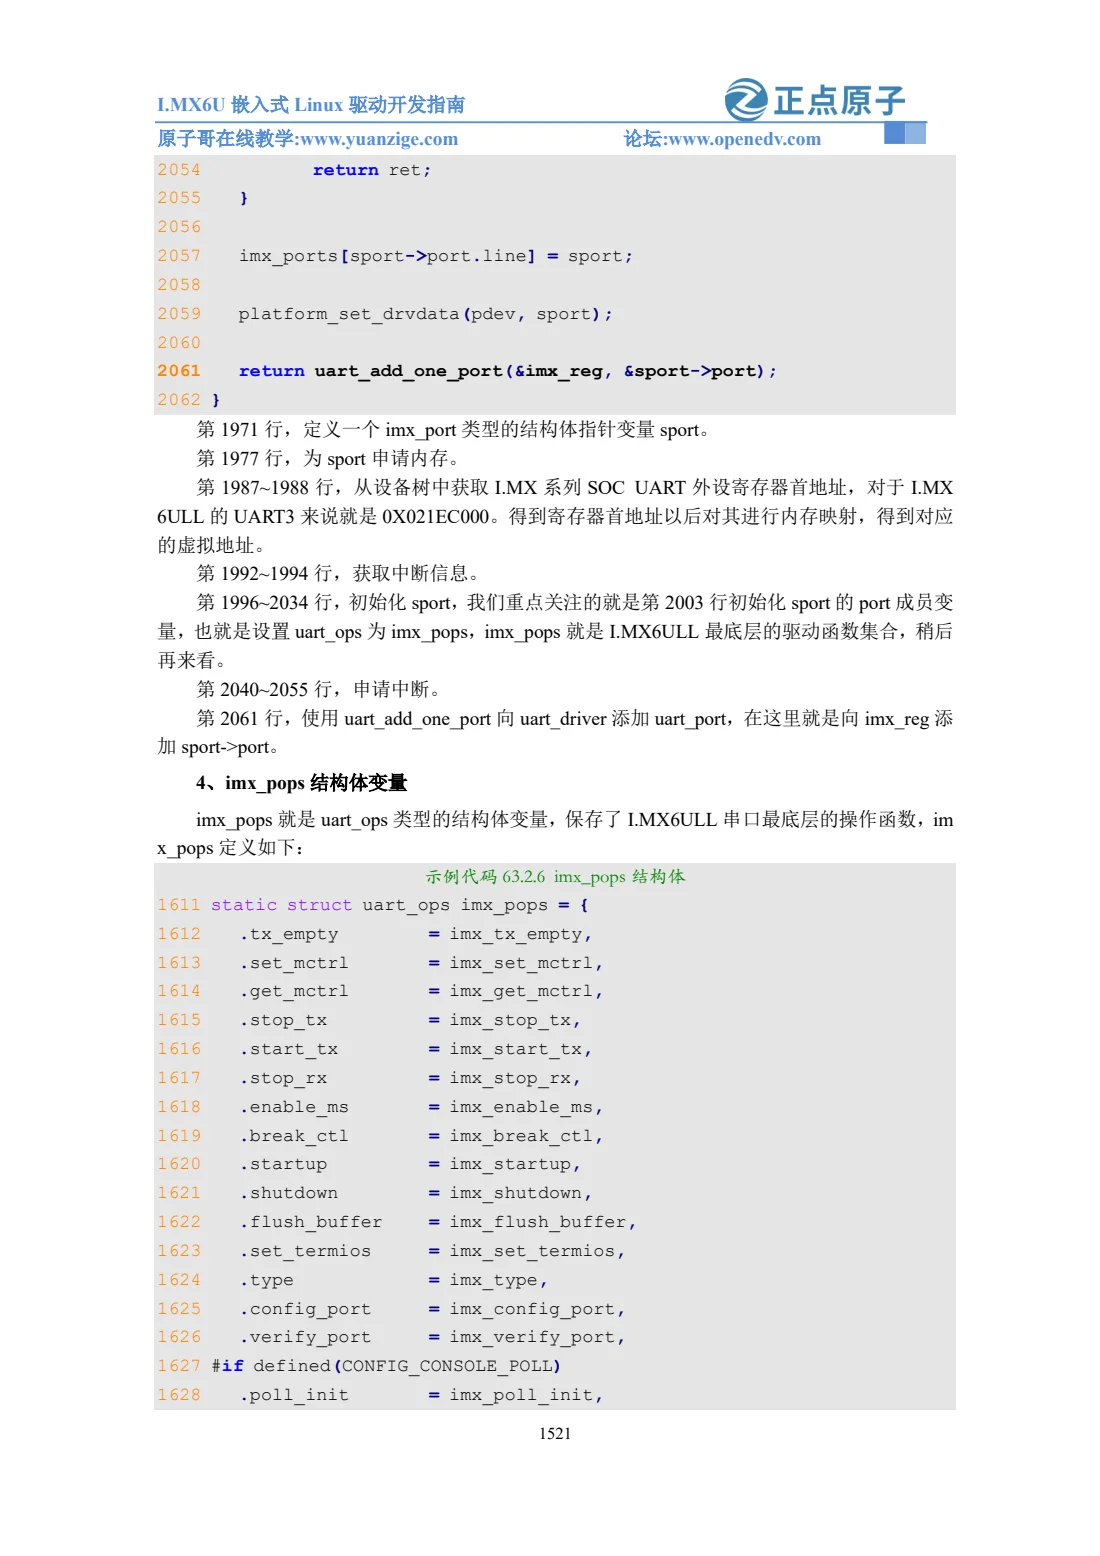 I.MX6U 嵌入式 Linux 驱动开发指南
正点原子
原子哥在线教学:www.yuanzige.com 论坛:www.openedv.com
2054 return ret;
2055 }
2056
2057 imx_ports[sport->port.line] = sport;
2058
2059 platform_set_drvdata(pdev, sport);
2060
2061 return uart_add_one_port(&imx_reg, &sport->port);
2062 }
第 1971 行，定义一个 imx_port 类型的结构体指针变量 sport。
第 1977 行，为 sport 申请内存。
第 1987~1988 行，从设备树中获取 I.MX 系列 SOC UART 外设寄存器首地址，对于 I.MX
6ULL 的 UART3 来说就是 0X021EC000。得到寄存器首地址以后对其进行内存映射，得到对应
的虚拟地址。
第 1992~1994 行，获取中断信息。
第 1996~2034 行，初始化 sport，我们重点关注的就是第 2003 行初始化 sport 的 port 成员变
量，也就是设置 uart_ops 为 imx_pops，imx_pops 就是 I.MX6ULL 最底层的驱动函数集合，稍后
再来看。
第 2040~2055 行，申请中断。
第 2061 行，使用 uart_add_one_port 向 uart_driver 添加 uart_port，在这里就是向 imx_reg 添
加 sport->port。
4、imx_pops 结构体变量
imx_pops 就是 uart_ops 类型的结构体变量，保存了 I.MX6ULL 串口最底层的操作函数，im
x_pops 定义如下：
示例代码 63.2.6 imx_pops 结构体
1611 static struct uart_ops imx_pops = {
1612 .tx_empty = imx_tx_empty,
1613 .set_mctrl = imx_set_mctrl,
1614 .get_mctrl = imx_get_mctrl,
1615 .stop_tx = imx_stop_tx,
1616 .start_tx = imx_start_tx,
1617 .stop_rx = imx_stop_rx,
1618 .enable_ms = imx_enable_ms,
1619 .break_ctl = imx_break_ctl,
1620 .startup = imx_startup,
1621 .shutdown = imx_shutdown,
1622 .flush_buffer = imx_flush_buffer,
1623 .set_termios = imx_set_termios,
1624 .type = imx_type,
1625 .config_port = imx_config_port,
1626 .verify_port = imx_verify_port,
1627 #if defined(CONFIG_CONSOLE_POLL)
1628 .poll_init = imx_poll_init,
1521